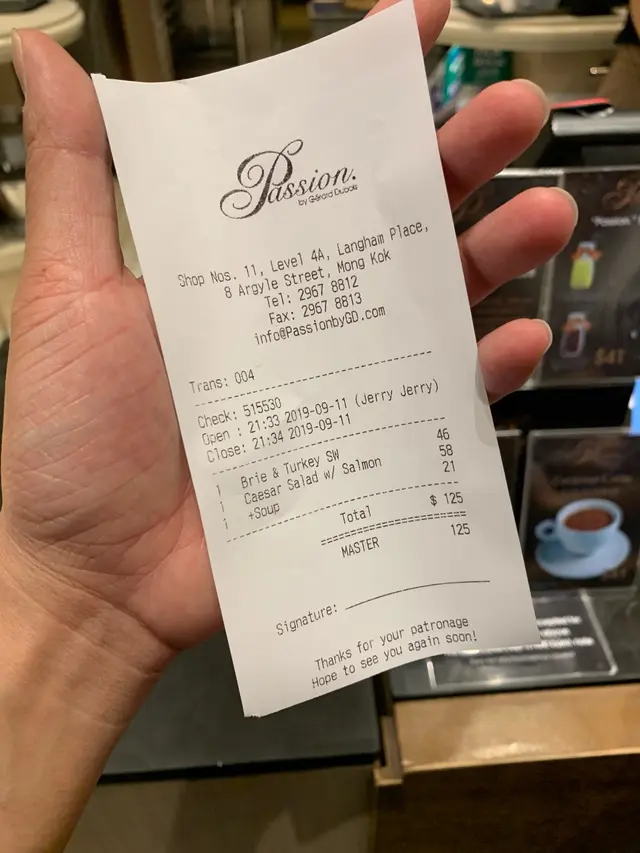 Passion.
by Gérard Dubois
Shop Nos. 11, Level 4A, Langham Place,
8 Argyle Street, Mong Kok
Tel: 2967 8812
Fax: 2967 8813
info@PassionbyGD.com
Trans: 004
Check: 515530
Open : 21:33 2019-09-11 (Jerry Jerry)
Close: 21:34 2019-09-11
1 Brie & Turkey SW 46
1 Caesar Salad w/ Salmon 58
1 +Soup 21
Total $ 125
MASTER 125
Signature:
Thanks for your patronage
Hope to see you again soon!
$41